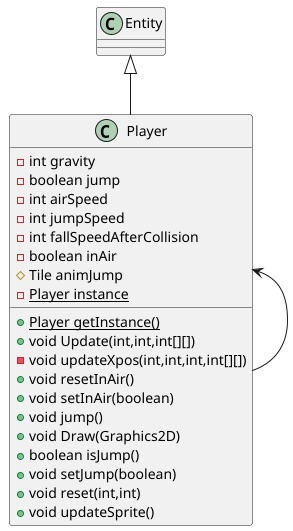 C Entity
C Player
int gravity
boolean jump
int airSpeed
int jumpSpeed
int fallSpeedAfterCollision
boolean inAir
Tile animJump
Player instance
Player getInstance()
void Update(int,int,int[][])
void updateXpos(int,int,int,int[][])
void resetInAir()
void setInAir(boolean)
void jump()
void Draw(Graphics2D)
boolean isJump()
void setJump(boolean)
void reset(int,int)
void updateSprite()